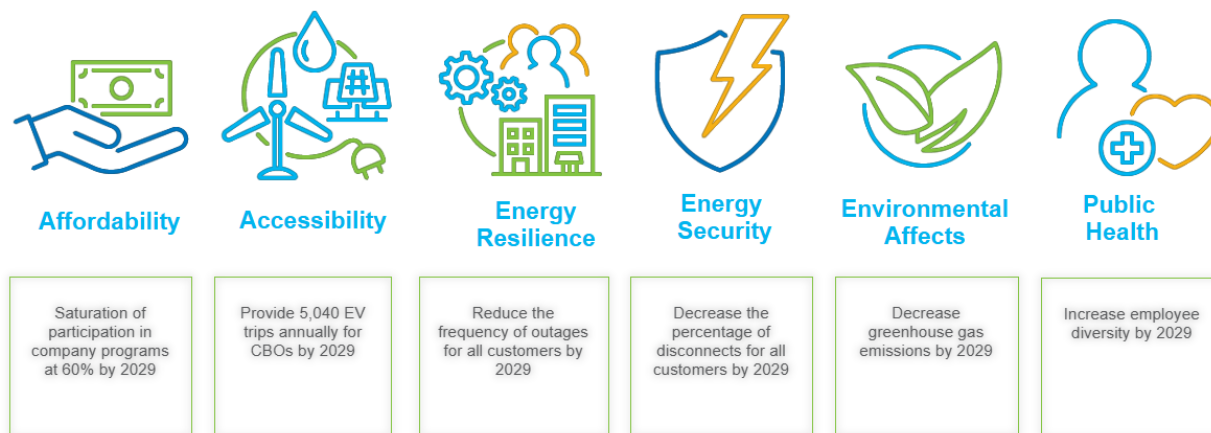 Affordability
Accessibility
Energy
Resilience
Energy
Security
Environmental
Affects
Public
Health
Saturation of
participation in
company programs
at 60% by 2029
Provide 5,040 EV
trips annually for
CBOs by 2029
Reduce the
frequency of outages
for all customers by
2029
Decrease the
percentage of
disconnects for all
customers by 2029
Decrease
greenhouse gas
emissions by 2029
Increase employee
diversity by 2029